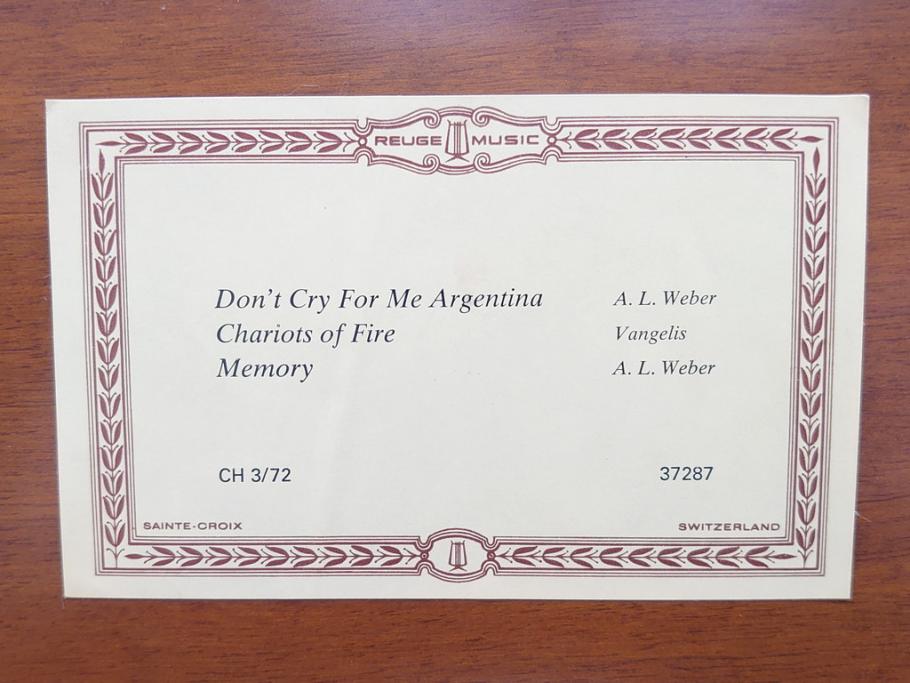 REUGE MUSIC
Don't Cry For Me Argentina A. L. Weber
Chariots of Fire Vangelis
Memory A. L. Weber
CH 3/72 37287
SAINTE-CROIX SWITZERLAND